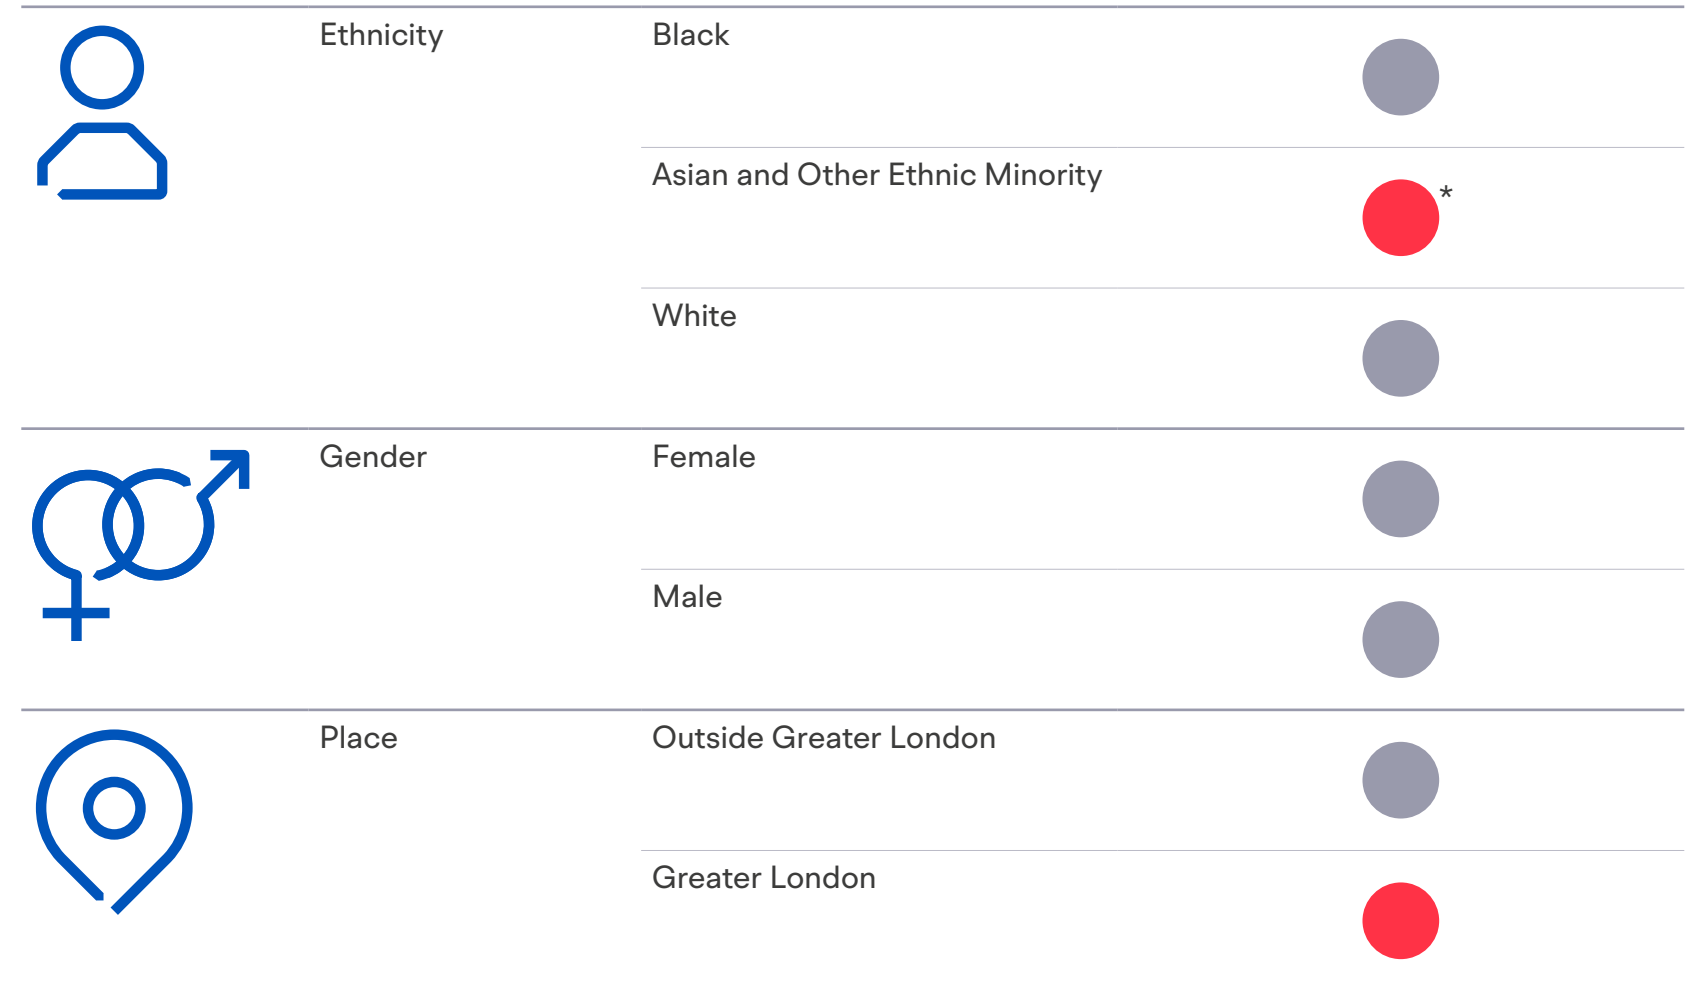 Ethnicity
Black
Asian and Other Ethnic Minority
*
White
Gender
Female
Male
Place
Outside Greater London
Greater London